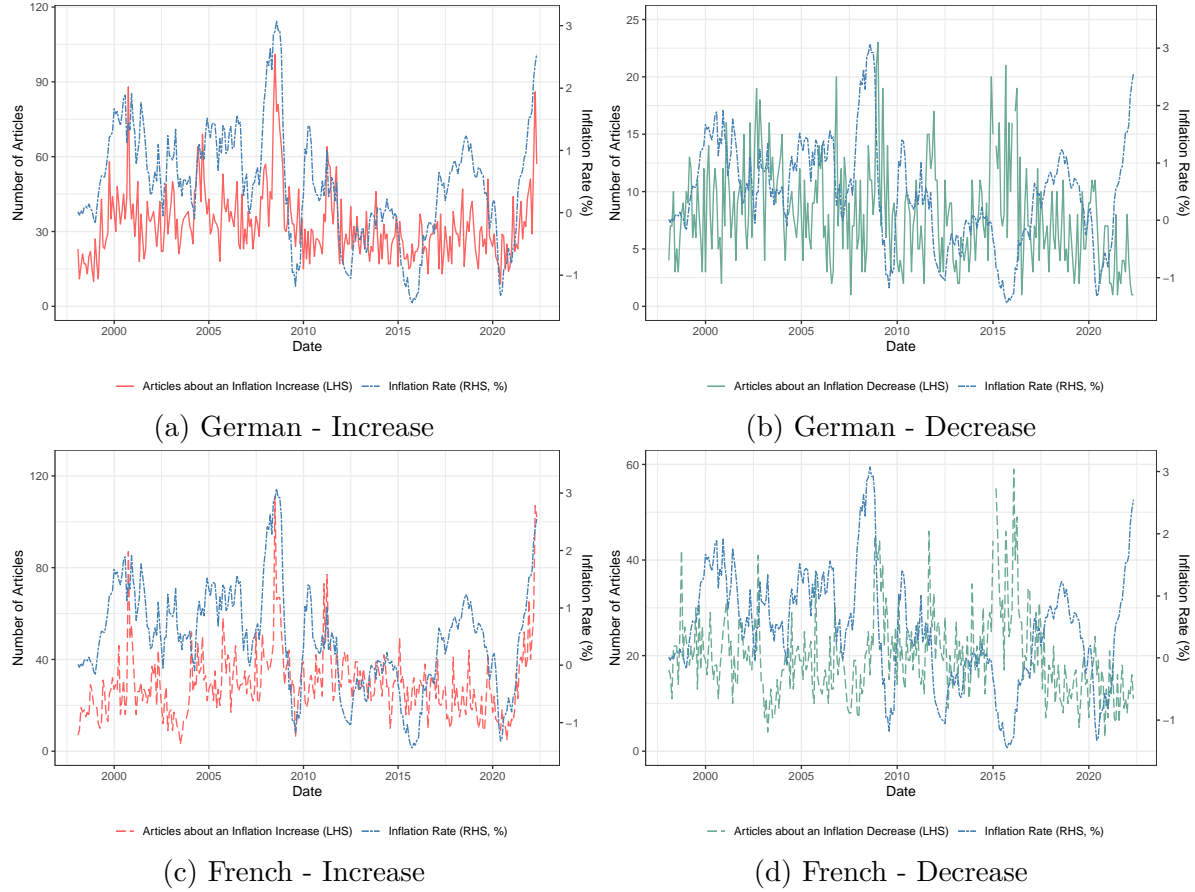 120
90
60
30
0
3
2
1
0
−1
Number of Articles
Inflation Rate (%)
2000 2005 2010 2015 2020
Date
Articles about an Inflation Increase (LHS) Inflation Rate (RHS, %)
(a) German - Increase
25
20
15
10
5
0
3
2
1
0
−1
Number of Articles
Inflation Rate (%)
2000 2005 2010 2015 2020
Date
Articles about an Inflation Decrease (LHS) Inflation Rate (RHS, %)
(b) German - Decrease
120
80
40
0
3
2
1
0
−1
Number of Articles
Inflation Rate (%)
2000 2005 2010 2015 2020
Date
Articles about an Inflation Increase (LHS) Inflation Rate (RHS, %)
(c) French - Increase
60
40
20
0
3
2
1
0
−1
Number of Articles
Inflation Rate (%)
2000 2005 2010 2015 2020
Date
Articles about an Inflation Decrease (LHS) Inflation Rate (RHS, %)
(d) French - Decrease